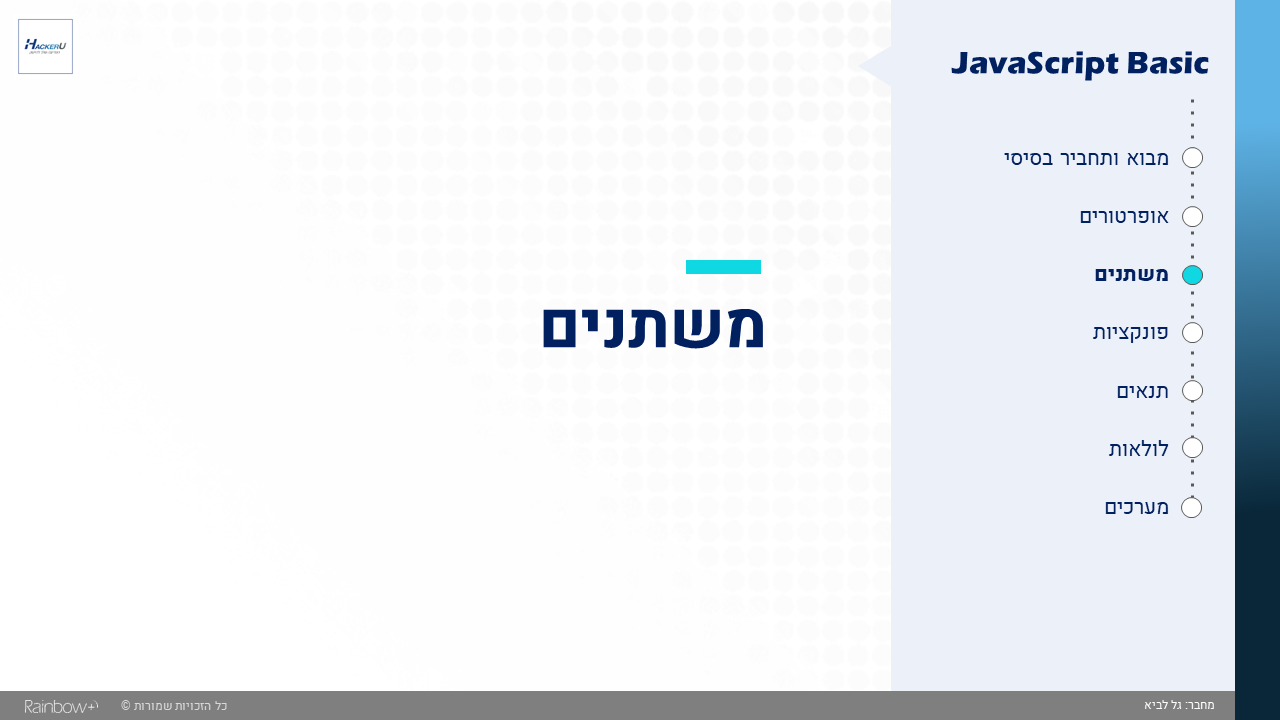 HACKERU
JavaScript Basic
מבוא ותחביר בסיסי
אופרטורים
משתנים
פונקציות
תנאים
לולאות
מערכים
משתנים
מחבר: גל לביא
כל הזכויות שמורות ©
Rainbow+